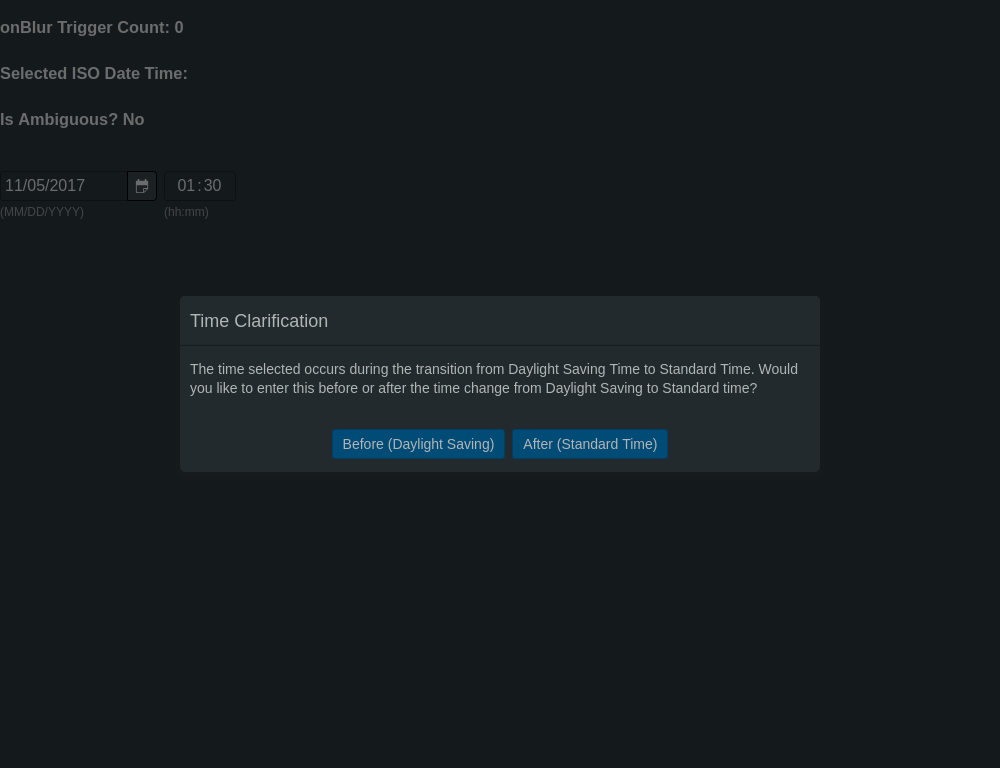 onBlur Trigger Count: 0
Selected ISO Date Time:
Is Ambiguous? No
11/05/2017 01:30
(MM/DD/YYYY) (hh:mm)
Time Clarification
The time selected occurs during the transition from Daylight Saving Time to Standard Time. Would
you like to enter this before or after the time change from Daylight Saving to Standard time?
Before (Daylight Saving) After (Standard Time)